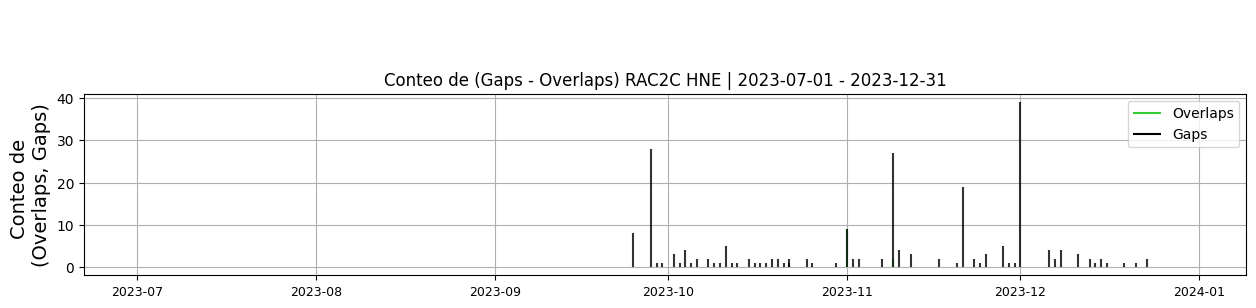 Conteo de (Gaps - Overlaps) RAC2C HNE | 2023-07-01 - 2023-12-31
Conteo de
(Overlaps, Gaps)
40
30
20
10
0
Overlaps
Gaps
2023-07 2023-08 2023-09 2023-10 2023-11 2023-12 2024-01